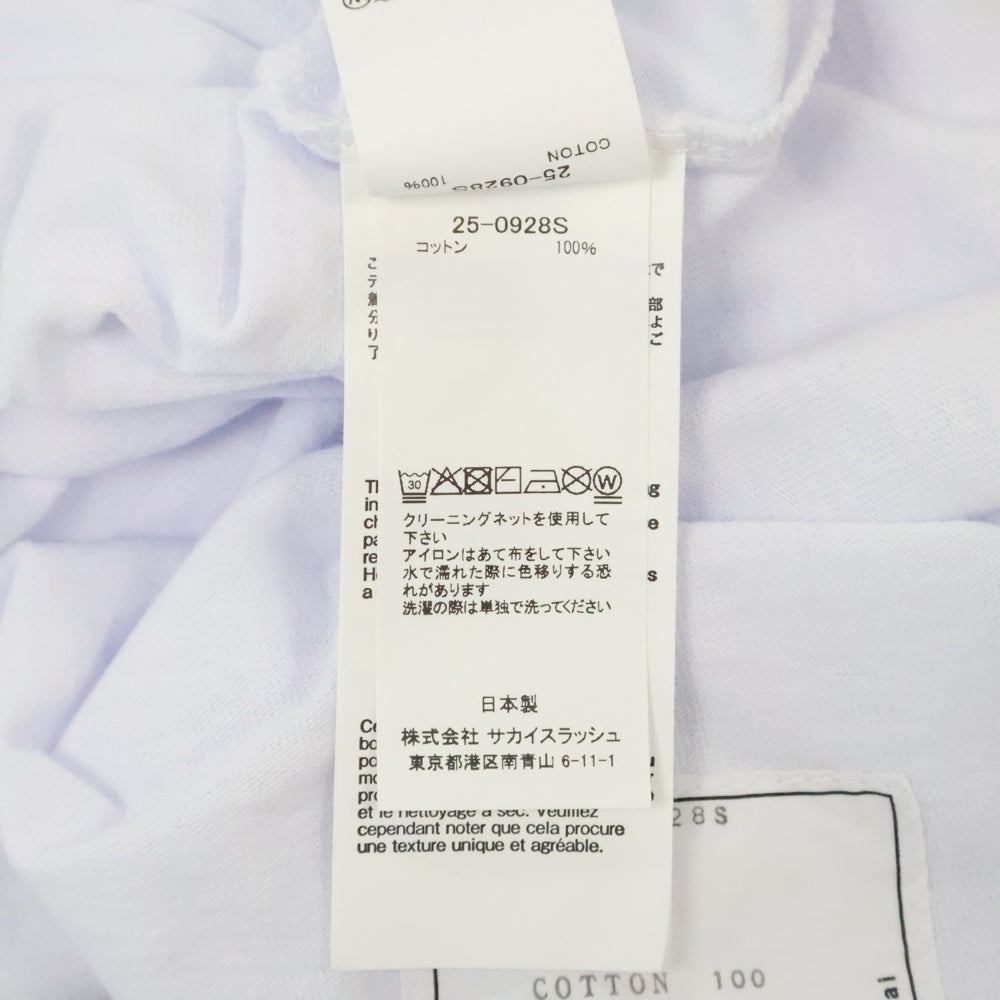 COTTON
25-0928S
100%
25-0928S
コットン 100%
こ
テ
着
分
り
了
で
部
よ
ご
30
W
クリーニングネットを使用して
下さい
アイロンはあて布をして下さい
水で濡れた際に色移りする恐
れがあります
洗濯の際は単独で洗ってください
日本製
株式会社 サカイスラッシュ
東京都港区南青山 6-11-1
et le nettoyage à sec. Veuillez
cependant noter que cela procure
une texture unique et agréable.
28S
COTTON 100
al